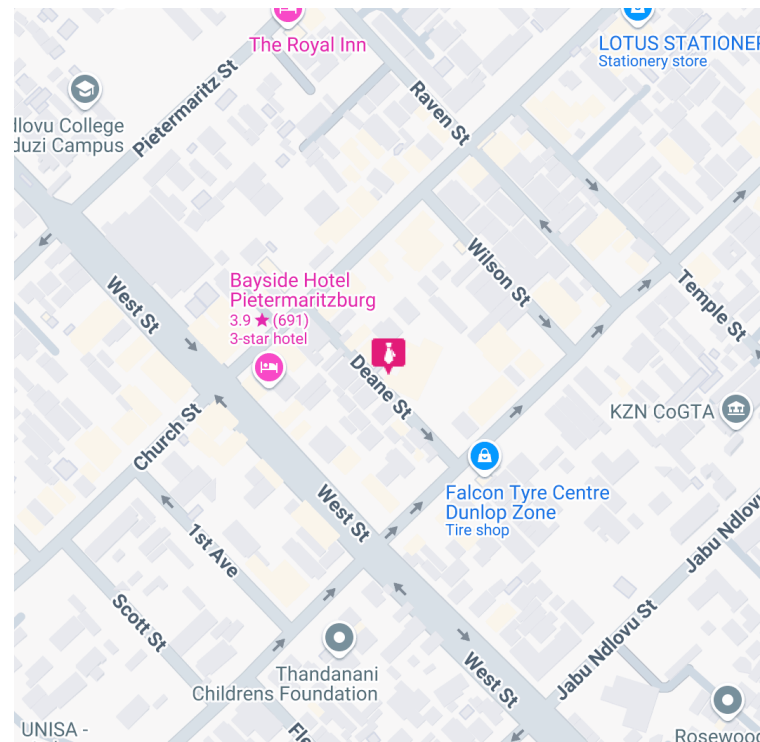 The Royal Inn
LOTUS STATIONER
Stationery store
Pietermaritz St
Raven St
dlovu College
duzi Campus
Wilson St
Bayside Hotel
Pietermaritzburg
3.9 ★ (691)
3-star hotel
West St
Temple St
Deane St
KZN CoGTA
Church St
Falcon Tyre Centre
Dunlop Zone
Tire shop
West St
Jabu Ndlovu
1st Ave
Scott St
Jabu Ndlovu St
Thandanani
Childrens Foundation
West St
UNISA -
Fle
Rosewood